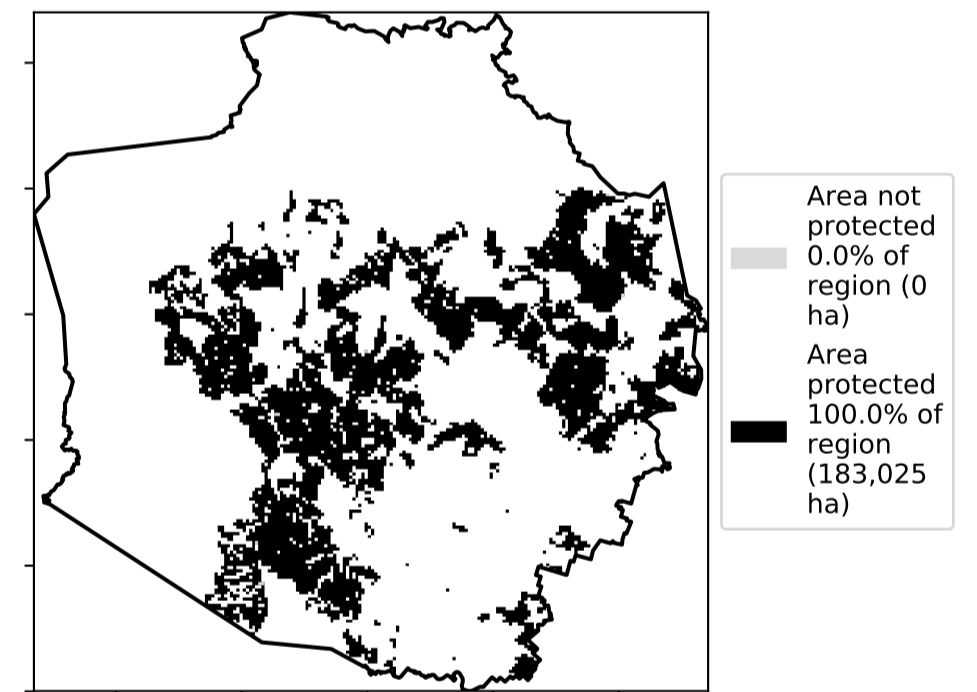 Area not
protected
0.0% of
region (0
ha)
Area
protected
100.0% of
region
(183,025
ha)